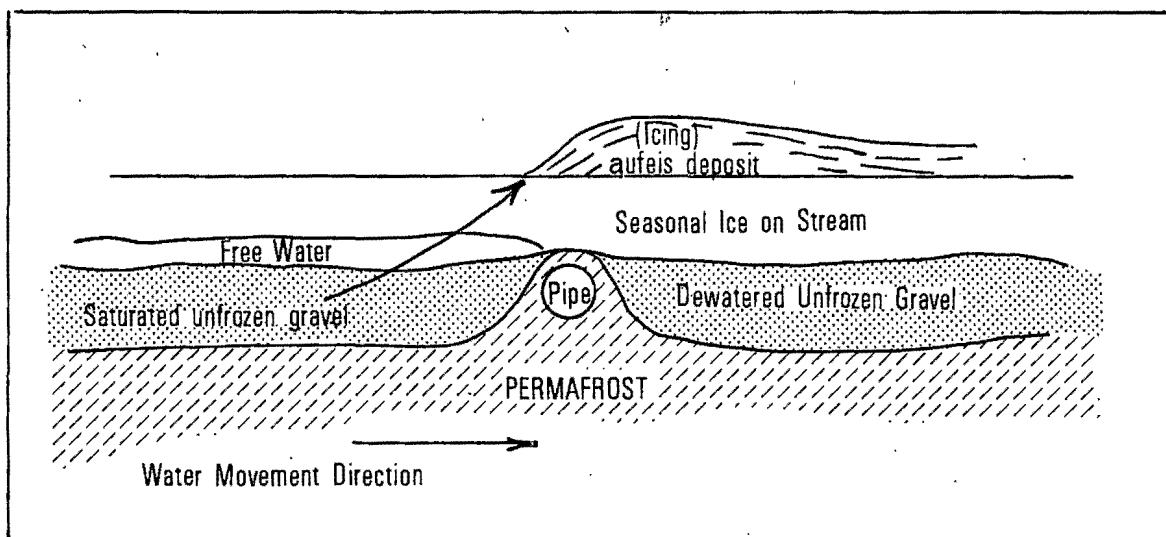 (Icing)
aufeis deposit
Seasonal Ice on Stream
Free Water
Pipe
Saturated unfrozen gravel
Dewatered Unfrozen Gravel
PERMAFROST
Water Movement Direction